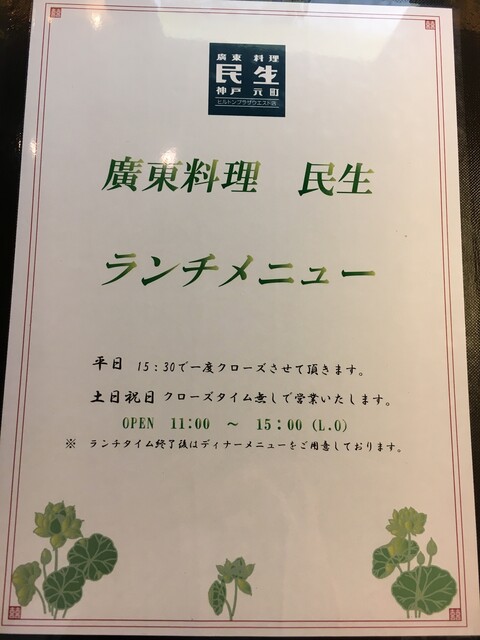 廣東料理
民生
神戸元町
ヒルトンプラザウエスト店
廣東料理　民生
ランチメニュー
平日　15：30で一度クローズさせて頂きます。
土日祝日 クローズタイム無しで営業いたします。
OPEN　11:00　～　15:00 (L.O)
※　ランチタイム終了後はディナーメニューをご用意しております。